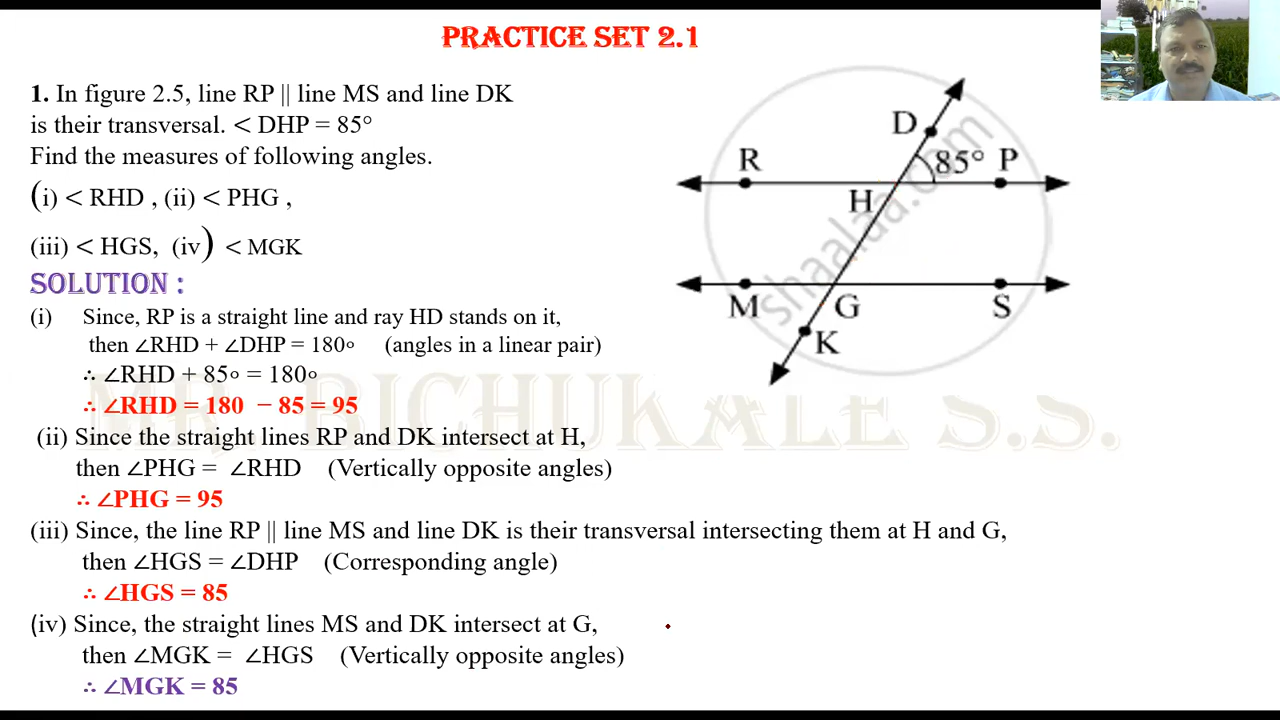 PRACTICE SET 2.1
1. In figure 2.5, line RP || line MS and line DK
is their transversal. < DHP = 85°
Find the measures of following angles.
(i) < RHD , (ii) < PHG ,
(iii) < HGS, (iv) < MGK
SOLUTION :
(i) Since, RP is a straight line and ray HD stands on it,
then ∠RHD + ∠DHP = 180∘ (angles in a linear pair)
∴ ∠RHD + 85∘ = 180∘
∴ ∠RHD = 180 − 85 = 95
(ii) Since the straight lines RP and DK intersect at H,
then ∠PHG = ∠RHD (Vertically opposite angles)
∴ ∠PHG = 95
(iii) Since, the line RP || line MS and line DK is their transversal intersecting them at H and G,
then ∠HGS = ∠DHP (Corresponding angle)
∴ ∠HGS = 85
(iv) Since, the straight lines MS and DK intersect at G,
then ∠MGK = ∠HGS (Vertically opposite angles)
∴ ∠MGK = 85
D
R 85° P
H
M G S
K
shaalaa.com
MR. BICHUKALE S.S.